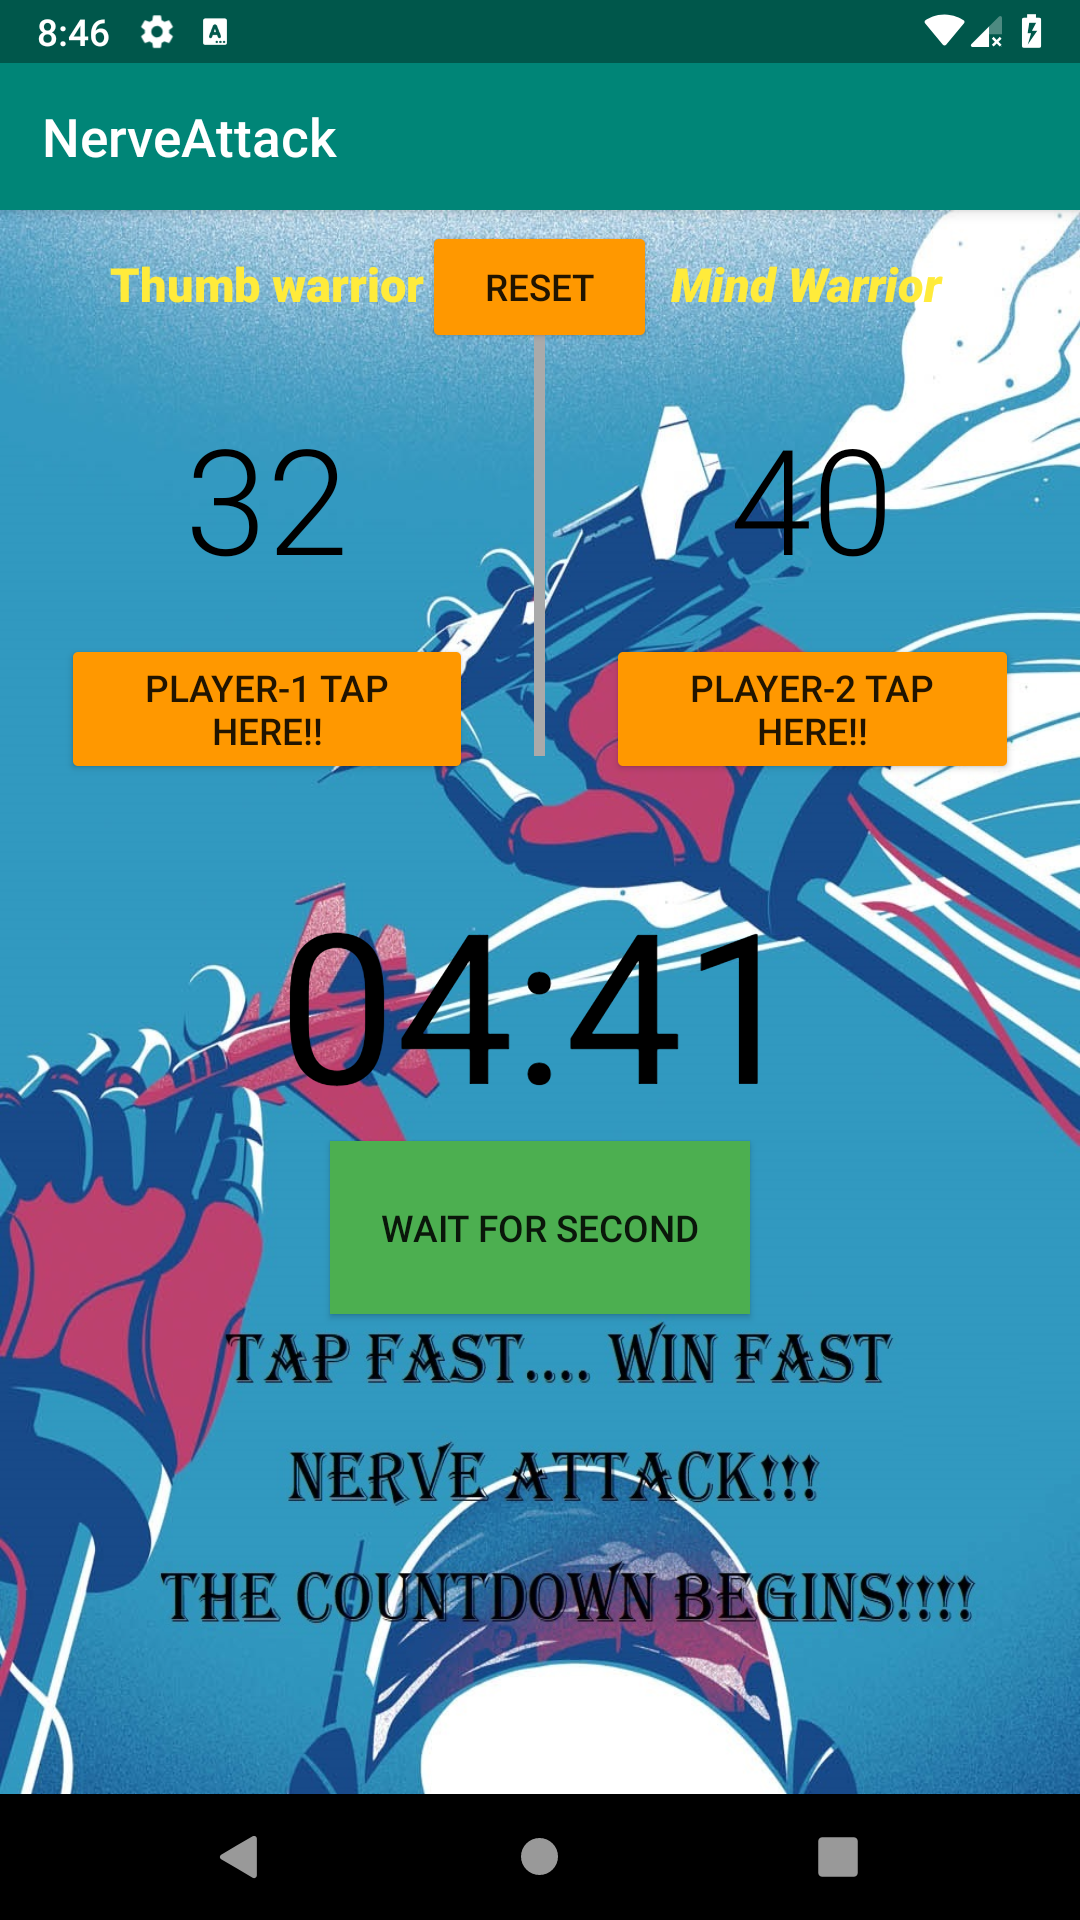 8:46
NerveAttack
Thumb warrior
RESET
Mind Warrior
32
40
PLAYER-1 TAP
HERE!!
PLAYER-2 TAP
HERE!!
04:41
WAIT FOR SECOND
TAP FAST.... WIN FAST
NERVE ATTACK!!!
THE COUNTDOWN BEGINS!!!!